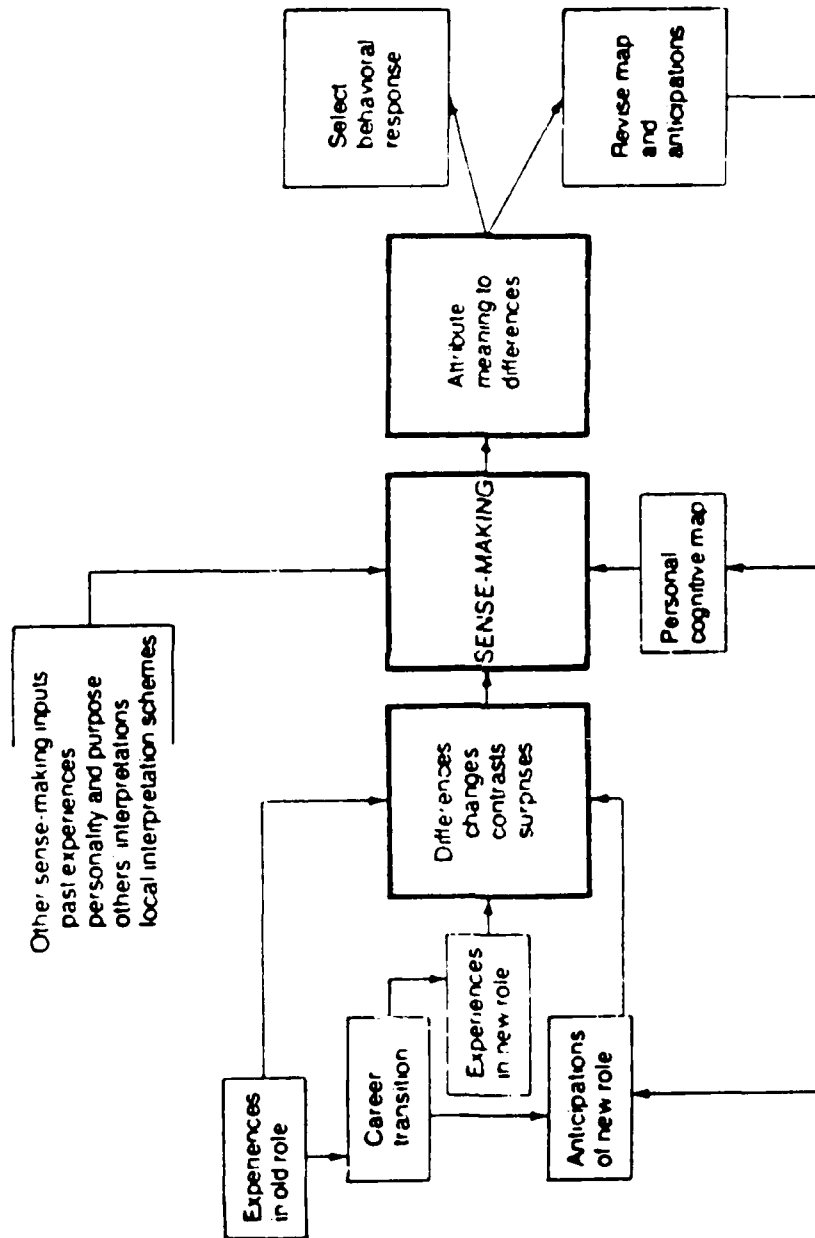 Other sense-making inputs
past experiences
personality and purpose
others interpretations
local interpretation schemes
Experiences
in old role
Career
transition
Experiences
in new role
Anticipations
of new role
Differences
changes
contrasts
surprises
SENSE-MAKING
Personal
cognitive map
Attribute
meaning to
differences
Select
behavioral
response
Revise map
and
anticipations